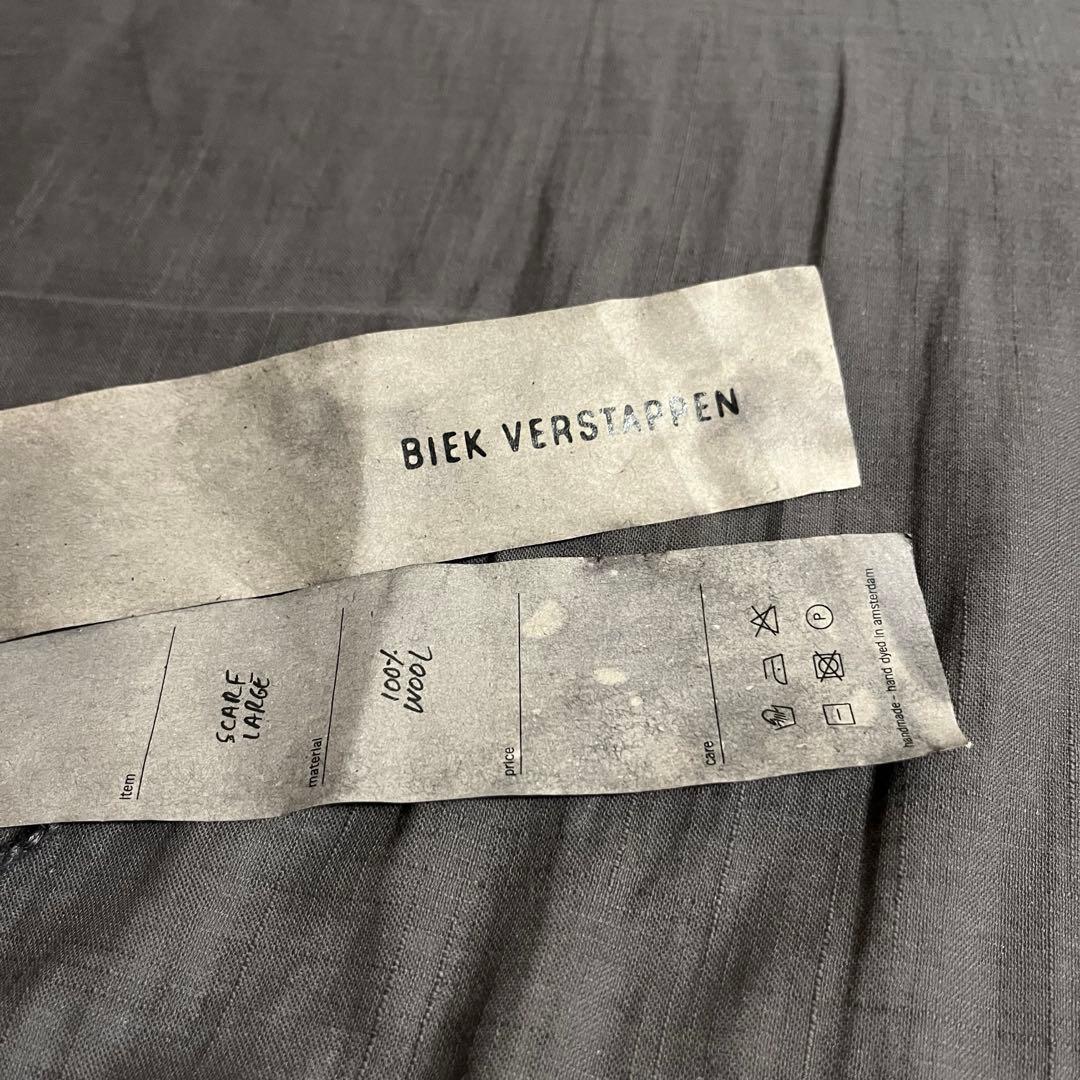 BIEK VERSTAPPEN
Item
SCARF
LARGE
material
100%
WOOL
price
care
P
handmade - hand dyed in amsterdam